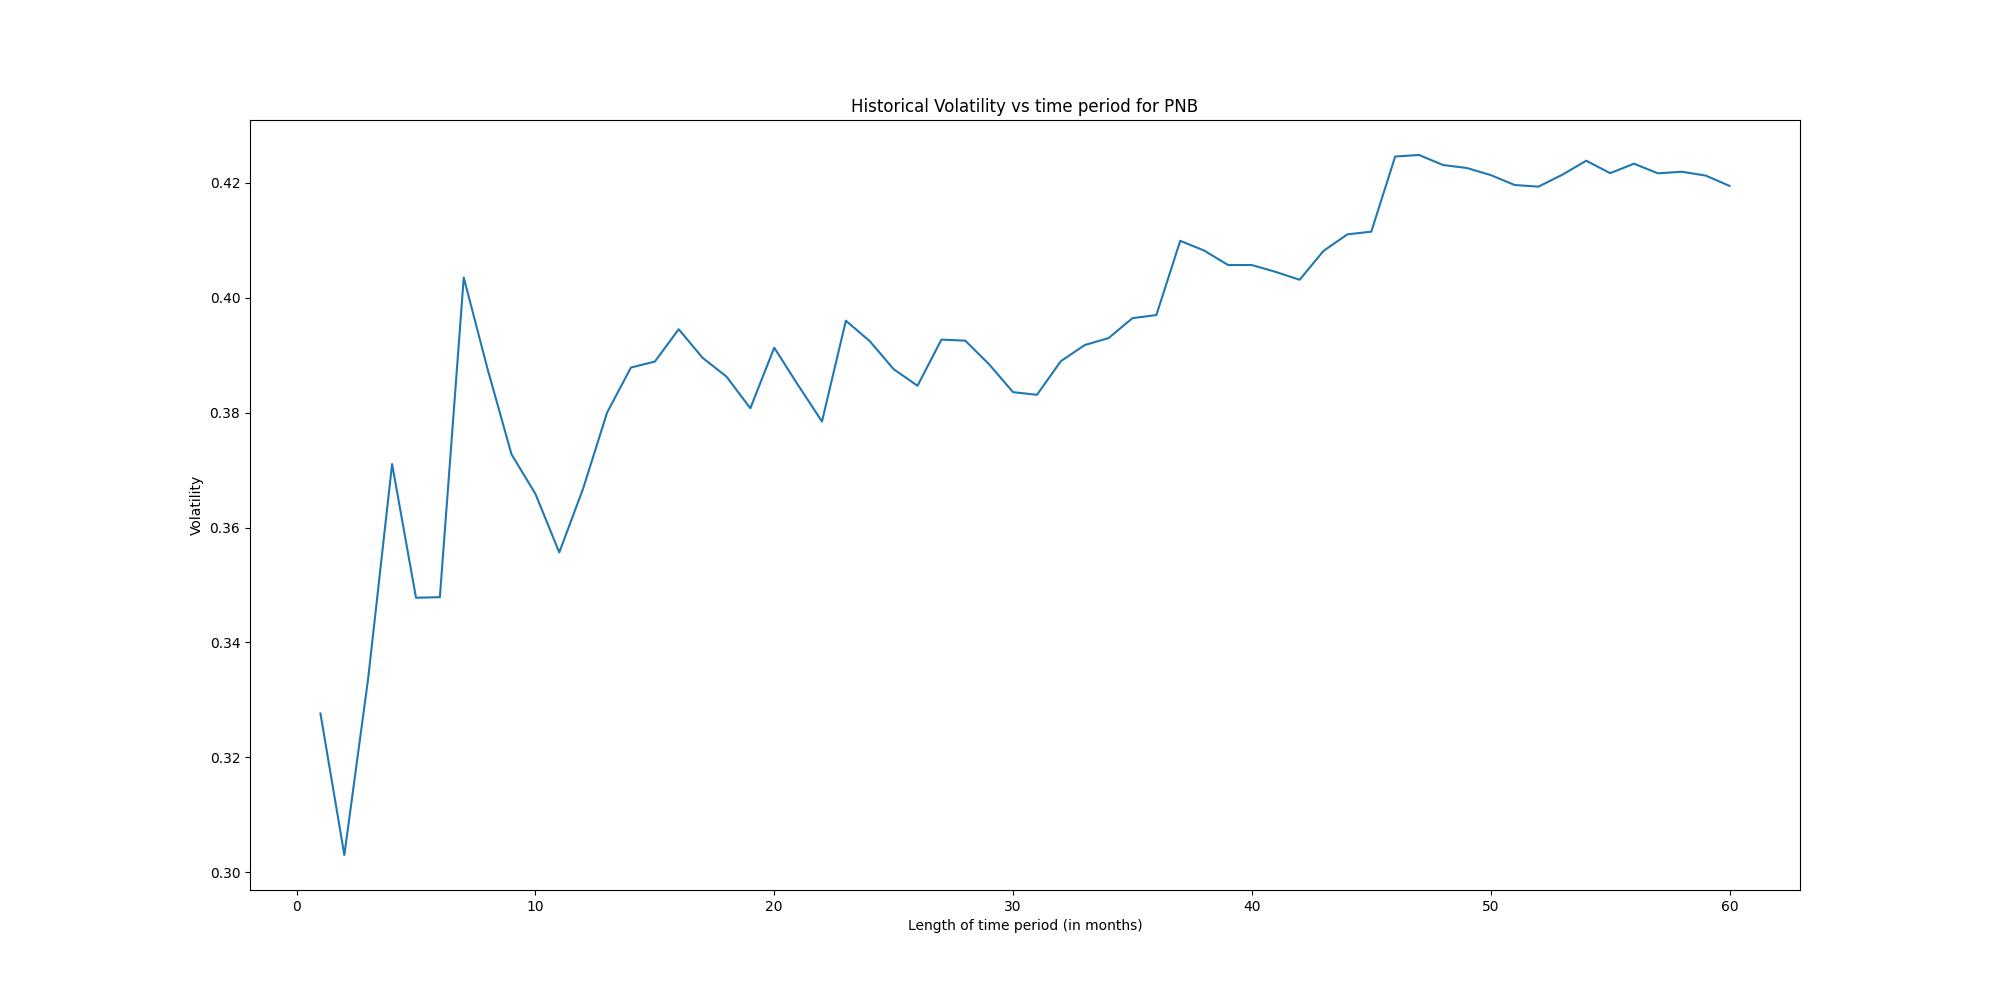 Historical Volatility vs time period for PNB
Volatility
0.42
0.40
0.38
0.36
0.34
0.32
0.30
0 10 20 30 40 50 60
Length of time period (in months)